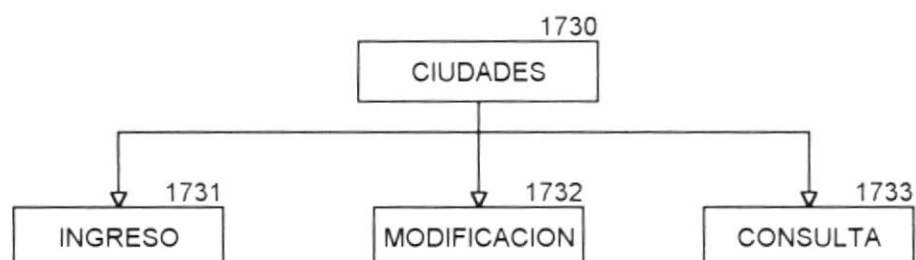 1730
CIUDADES
1731
INGRESO
1732
MODIFICACION
1733
CONSULTA